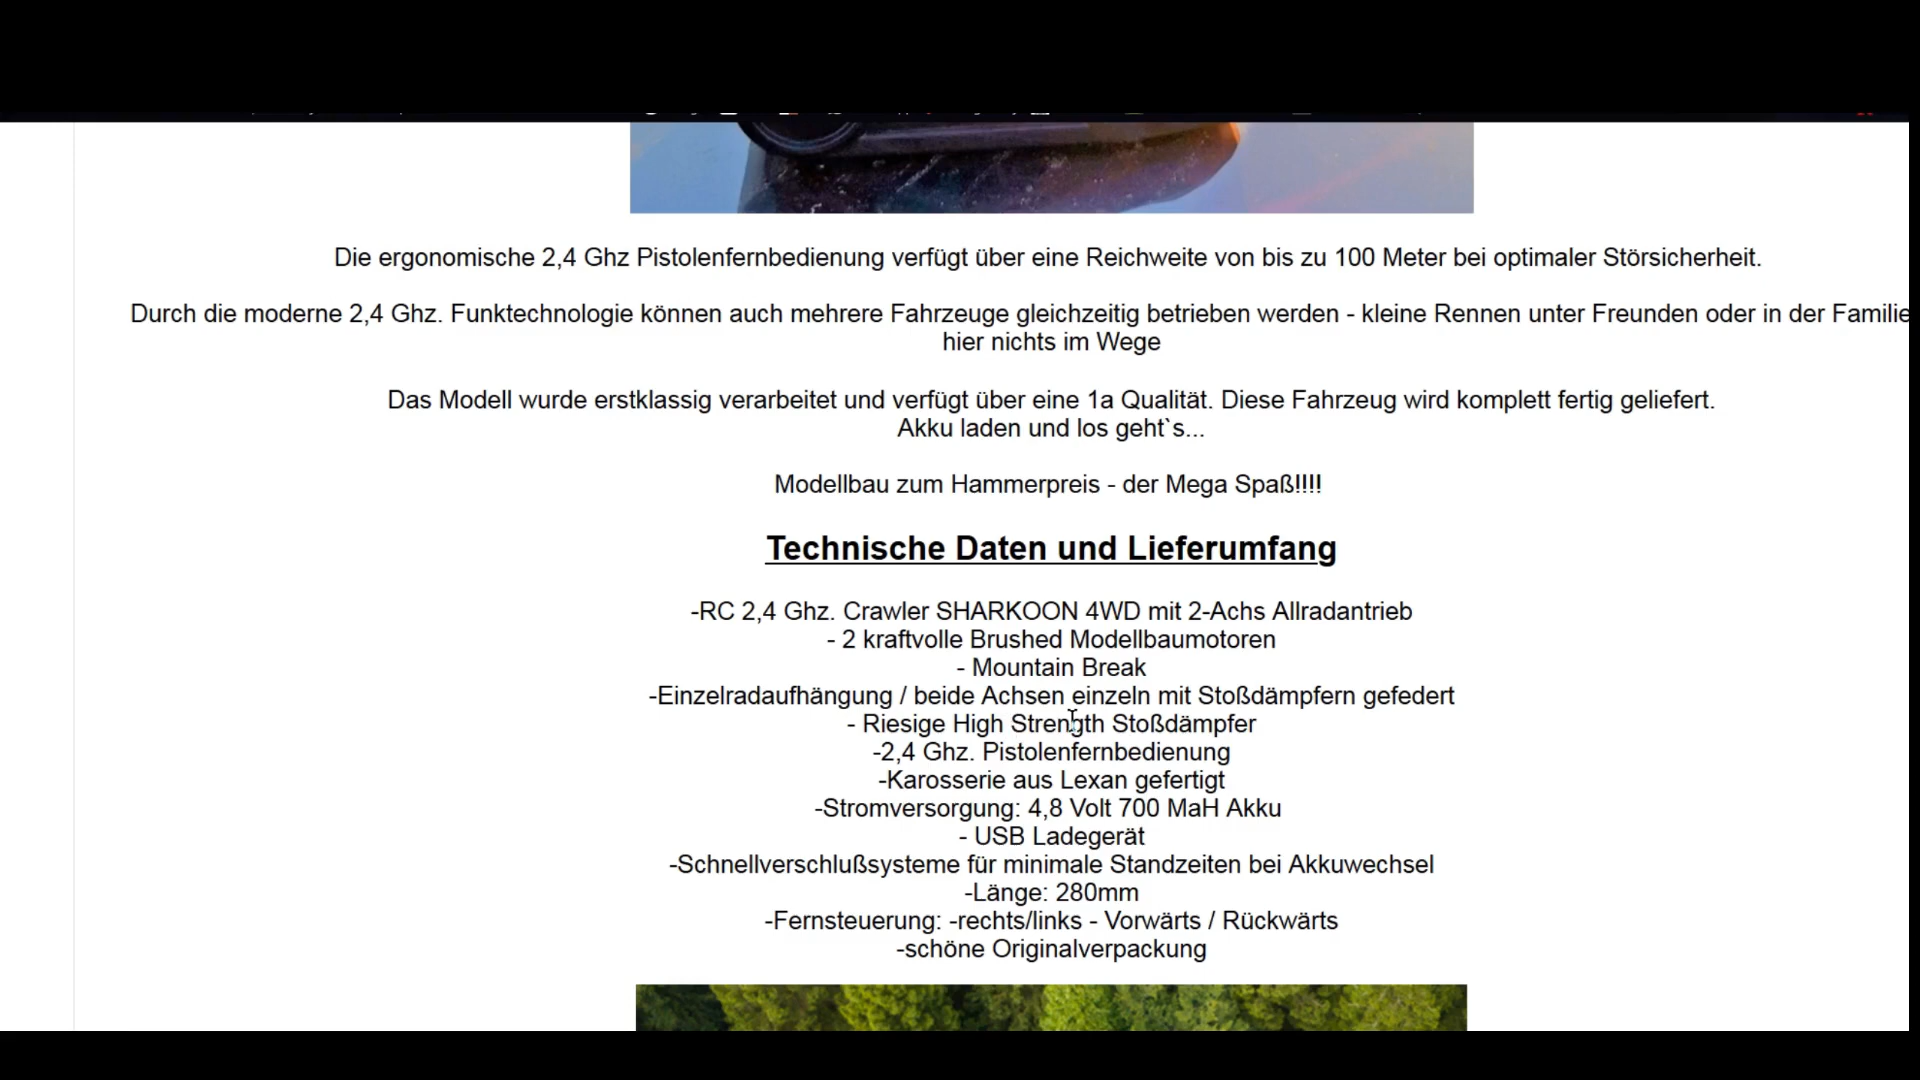 Die ergonomische 2,4 Ghz Pistolenfernbedienung verfügt über eine Reichweite von bis zu 100 Meter bei optimaler Störsicherheit.
Durch die moderne 2,4 Ghz. Funktechnologie können auch mehrere Fahrzeuge gleichzeitig betrieben werden - kleine Rennen unter Freunden oder in der Familie
hier nichts im Wege
Das Modell wurde erstklassig verarbeitet und verfügt über eine 1a Qualität. Diese Fahrzeug wird komplett fertig geliefert.
Akku laden und los geht`s...
Modellbau zum Hammerpreis - der Mega Spaß!!!!
Technische Daten und Lieferumfang
-RC 2,4 Ghz. Crawler SHARKOON 4WD mit 2-Achs Allradantrieb
- 2 kraftvolle Brushed Modellbaumotoren
- Mountain Break
-Einzelradaufhängung / beide Achsen einzeln mit Stoßdämpfern gefedert
- Riesige High Strength Stoßdämpfer
-2,4 Ghz. Pistolenfernbedienung
-Karosserie aus Lexan gefertigt
-Stromversorgung: 4,8 Volt 700 MaH Akku
- USB Ladegerät
-Schnellverschlußsysteme für minimale Standzeiten bei Akkuwechsel
-Länge: 280mm
-Fernsteuerung: -rechts/links - Vorwärts / Rückwärts
-schöne Originalverpackung